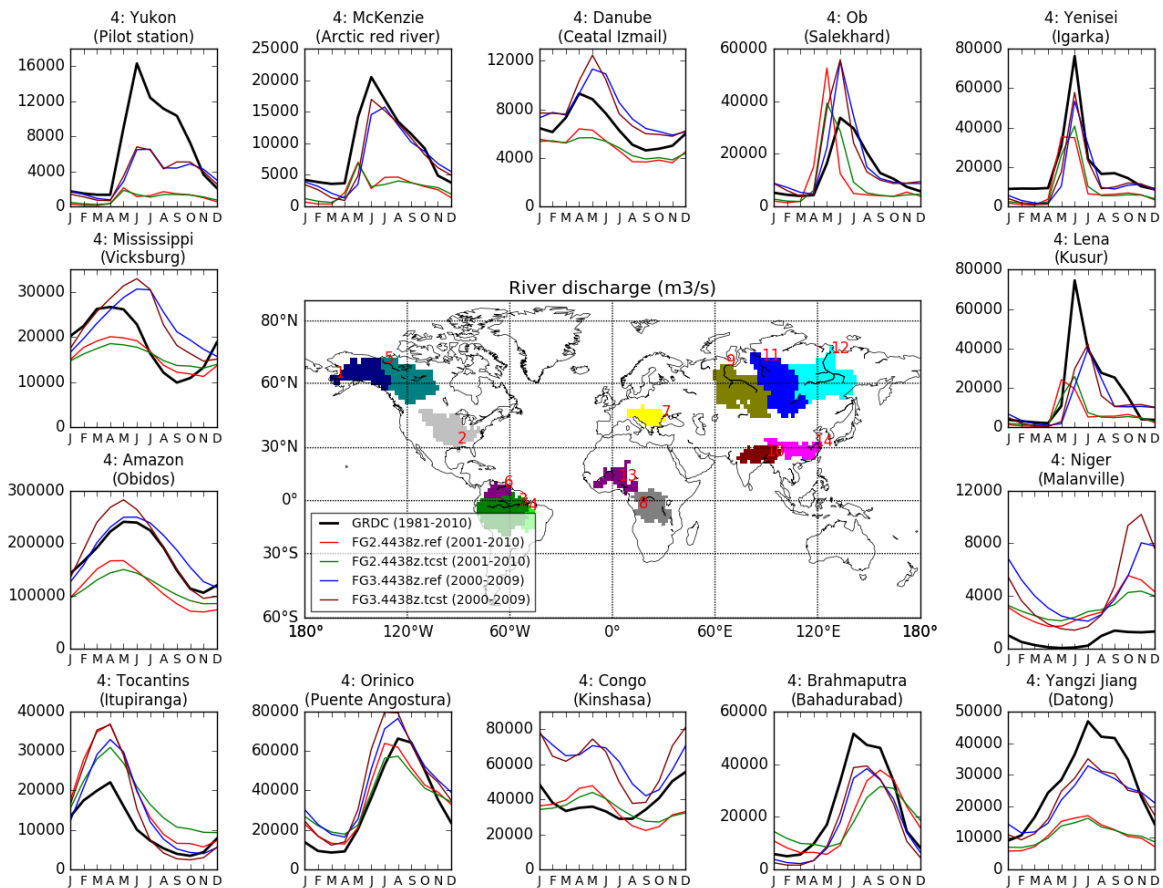 4: Yukon
(Pilot station)
16000
12000
8000
4000
0
J F M A M J J A S O N D
4: McKenzie
(Arctic red river)
25000
20000
15000
10000
5000
0
J F M A M J J A S O N D
4: Danube
(Ceatal Izmail)
12000
8000
4000
0
J F M A M J J A S O N D
4: Ob
(Salekhard)
60000
40000
20000
0
J F M A M J J A S O N D
4: Yenisei
(Igarka)
80000
60000
40000
20000
0
J F M A M J J A S O N D
4: Mississippi
(Vicksburg)
30000
20000
10000
0
J F M A M J J A S O N D
River discharge (m3/s)
80°N
60°N
30°N
0°
30°S
60°S
180°
120°W
60°W
0°
60°E
120°E
180°
5
9
11
12
2
7
14
6
13
8
GRDC (1981-2010)
FG2.4438z.ref (2001-2010)
FG2.4438z.tcst (2001-2010)
FG3.4438z.ref (2000-2009)
FG3.4438z.tcst (2000-2009)
4: Lena
(Kusur)
80000
60000
40000
20000
0
J F M A M J J A S O N D
4: Amazon
(Obidos)
300000
200000
100000
0
J F M A M J J A S O N D
4: Niger
(Malanville)
12000
8000
4000
0
J F M A M J J A S O N D
4: Tocantins
(Itupiranga)
40000
30000
20000
10000
0
J F M A M J J A S O N D
4: Orinico
(Puente Angostura)
80000
60000
40000
20000
0
J F M A M J J A S O N D
4: Congo
(Kinshasa)
80000
60000
40000
20000
0
J F M A M J J A S O N D
4: Brahmaputra
(Bahadurabad)
60000
50000
40000
30000
20000
10000
0
J F M A M J J A S O N D
4: Yangzi Jiang
(Datong)
50000
40000
30000
20000
10000
0
J F M A M J J A S O N D